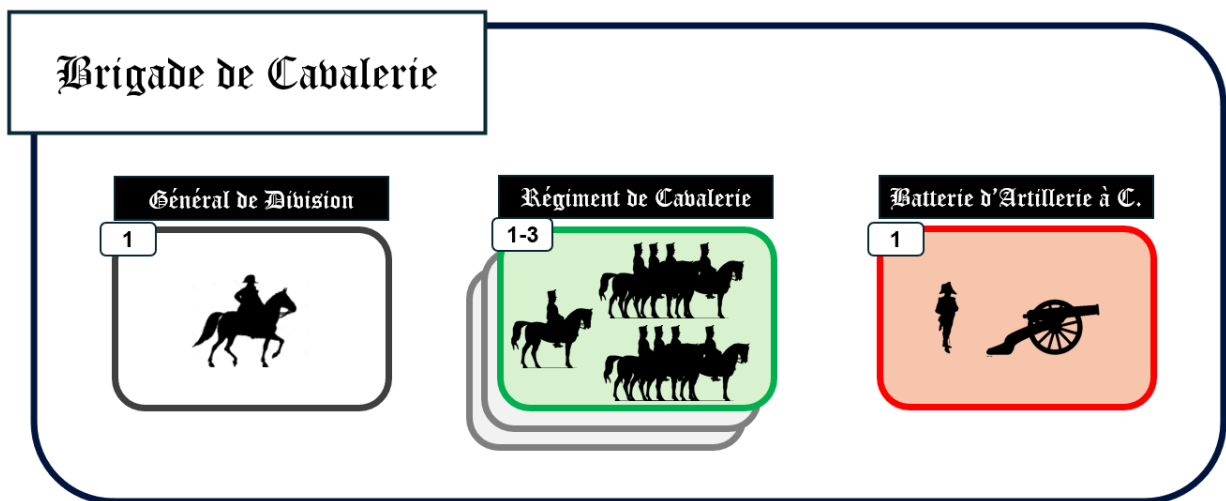 Brigade de Cavalerie
Général de Division
1
Régiment de Cavalerie
1-3
Batterie d'Artillerie à C.
1